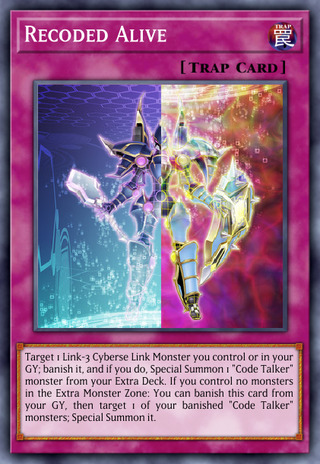 Recoded Alive
TRAP
罠
[Trap Card]
Target 1 Link-3 Cyberse Link Monster you control or in your
GY; banish it, and if you do, Special Summon 1 "Code Talker"
monster from your Extra Deck. If you control no monsters
in the Extra Monster Zone: You can banish this card from
your GY, then target 1 of your banished "Code Talker"
monsters; Special Summon it.